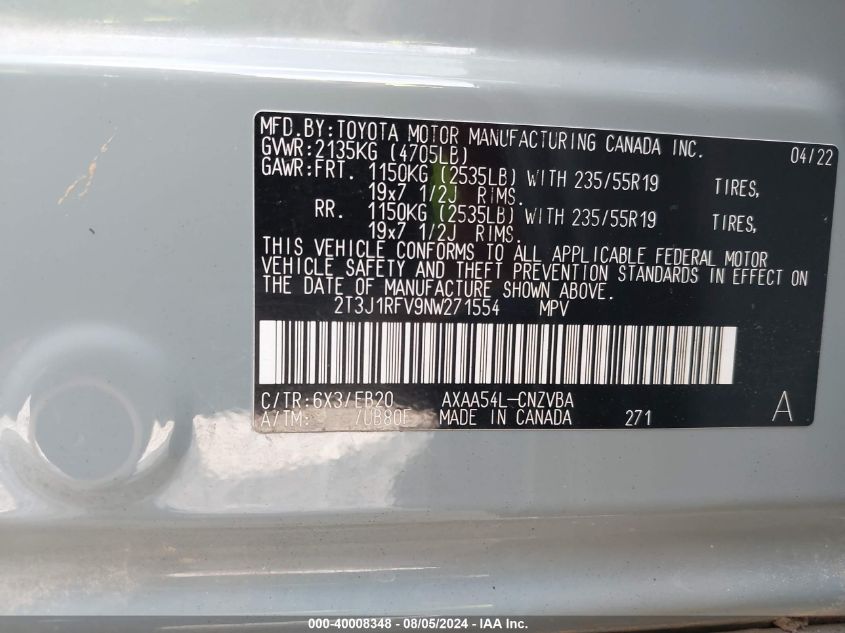 MFD.BY:TOYOTA MOTOR MANUFACTURING CANADA INC. 04/22
GVWR:2135KG (4705LB)
GAWR:FRT. 1150KG (2535LB) WITH 235/55R19 TIRES,
19x7 1/2J RIMS.
RR. 1150KG (2535LB) WITH 235/55R19 TIRES,
19x7 1/2J RIMS.
THIS VEHICLE CONFORMS TO ALL APPLICABLE FEDERAL MOTOR
VEHICLE SAFETY AND THEFT PREVENTION STANDARDS IN EFFECT ON
THE DATE OF MANUFACTURE SHOWN ABOVE.
2T3J1RFV9NW271554 MPV
C/TR:6X3/EB20 AXAA54L-CNZVBA
A/TM: /UB80F MADE IN CANADA 271 A
000-40008348 - 08/05/2024 - IAA Inc.